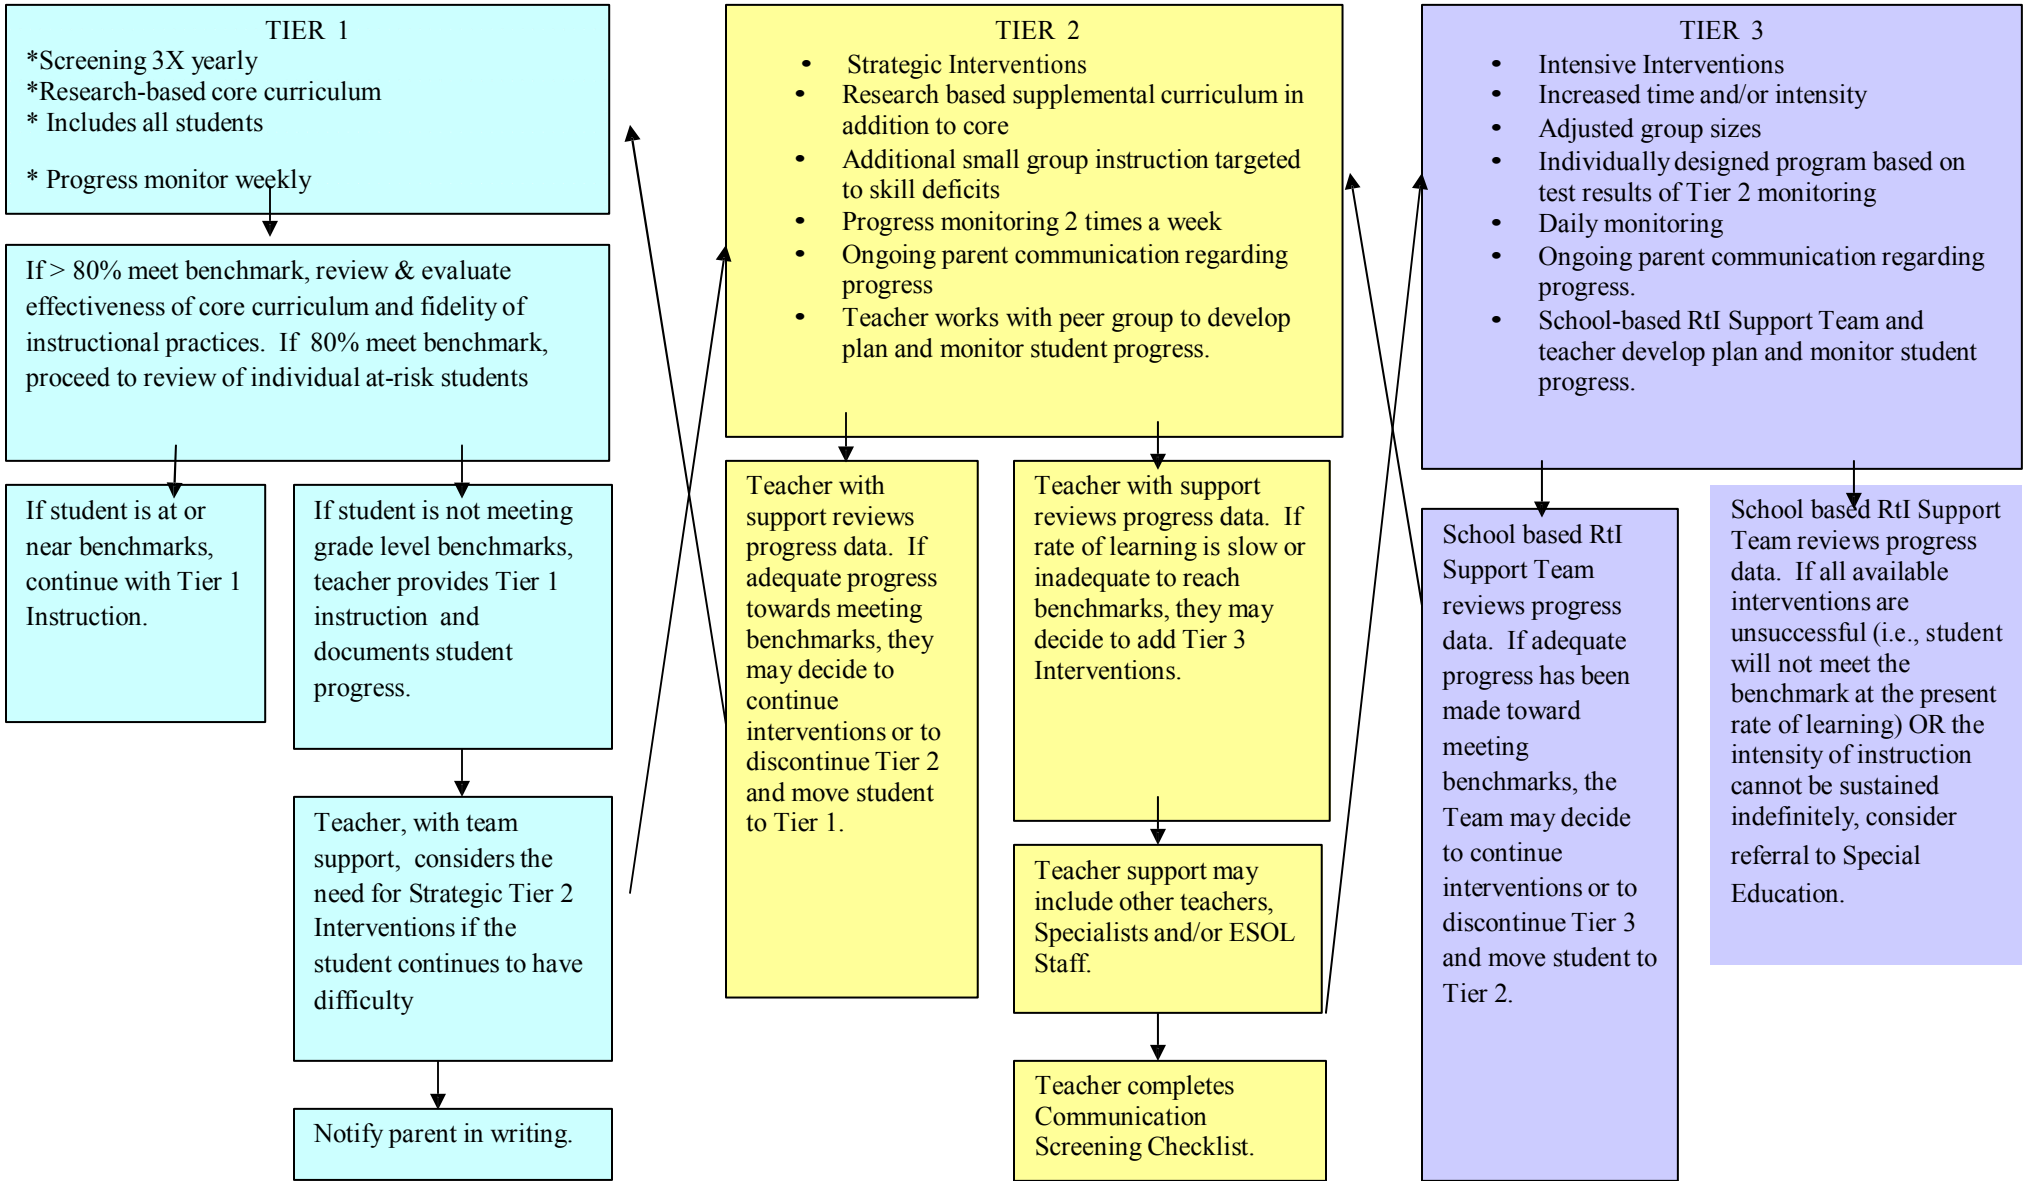 TIER 1
*Screening 3X yearly
*Research-based core curriculum
* Includes all students
* Progress monitor weekly
If > 80% meet benchmark, review & evaluate
effectiveness of core curriculum and fidelity of
instructional practices. If 80% meet benchmark,
proceed to review of individual at-risk students
If student is at or
near benchmarks,
continue with Tier 1
Instruction.
If student is not meeting
grade level benchmarks,
teacher provides Tier 1
instruction and
documents student
progress.
Teacher, with team
support, considers the
need for Strategic Tier 2
Interventions if the
student continues to have
difficulty
Notify parent in writing.
TIER 2
• Strategic Interventions
• Research based supplemental curriculum in
addition to core
• Additional small group instruction targeted
to skill deficits
• Progress monitoring 2 times a week
• Ongoing parent communication regarding
progress
• Teacher works with peer group to develop
plan and monitor student progress.
Teacher with
support reviews
progress data. If
adequate progress
towards meeting
benchmarks, they
may decide to
continue
interventions or to
discontinue Tier 2
and move student
to Tier 1.
Teacher with support
reviews progress data. If
rate of learning is slow or
inadequate to reach
benchmarks, they may
decide to add Tier 3
Interventions.
Teacher support may
include other teachers,
Specialists and/or ESOL
Staff.
Teacher completes
Communication
Screening Checklist.
TIER 3
• Intensive Interventions
• Increased time and/or intensity
• Adjusted group sizes
• Individually designed program based on
test results of Tier 2 monitoring
• Daily monitoring
• Ongoing parent communication regarding
progress.
• School-based RtI Support Team and
teacher develop plan and monitor student
progress.
School based RtI
Support Team
reviews progress
data. If adequate
progress has been
made toward
meeting
benchmarks, the
Team may decide
to continue
interventions or to
discontinue Tier 3
and move student to
Tier 2.
School based RtI Support
Team reviews progress
data. If all available
interventions are
unsuccessful (i.e., student
will not meet the
benchmark at the present
rate of learning) OR the
intensity of instruction
cannot be sustained
indefinitely, consider
referral to Special
Education.